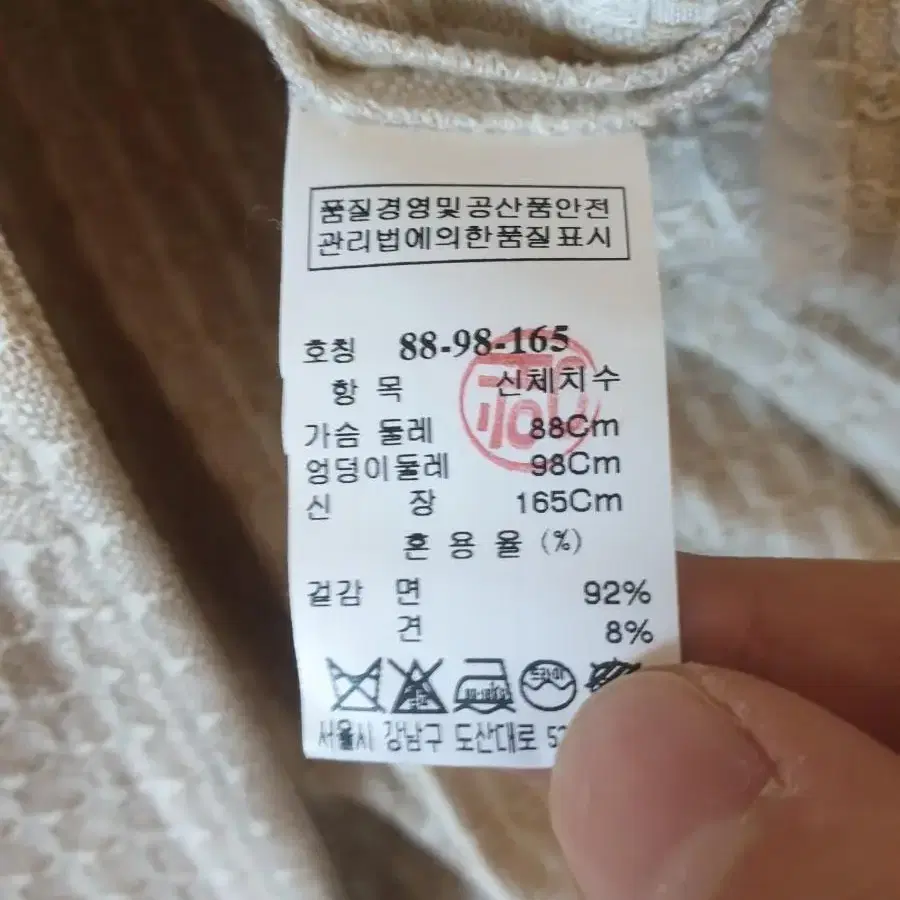 품질경영및공산품안전
관리법에의한품질표시
호칭 88-98-165
항 목 신체치수
가슴 둘레 88Cm
엉덩이둘레 98Cm
신 장 165Cm
혼 용 율 (%)
겉감 면 92%
견 8%
드라이
서울시 강남구 도산대로